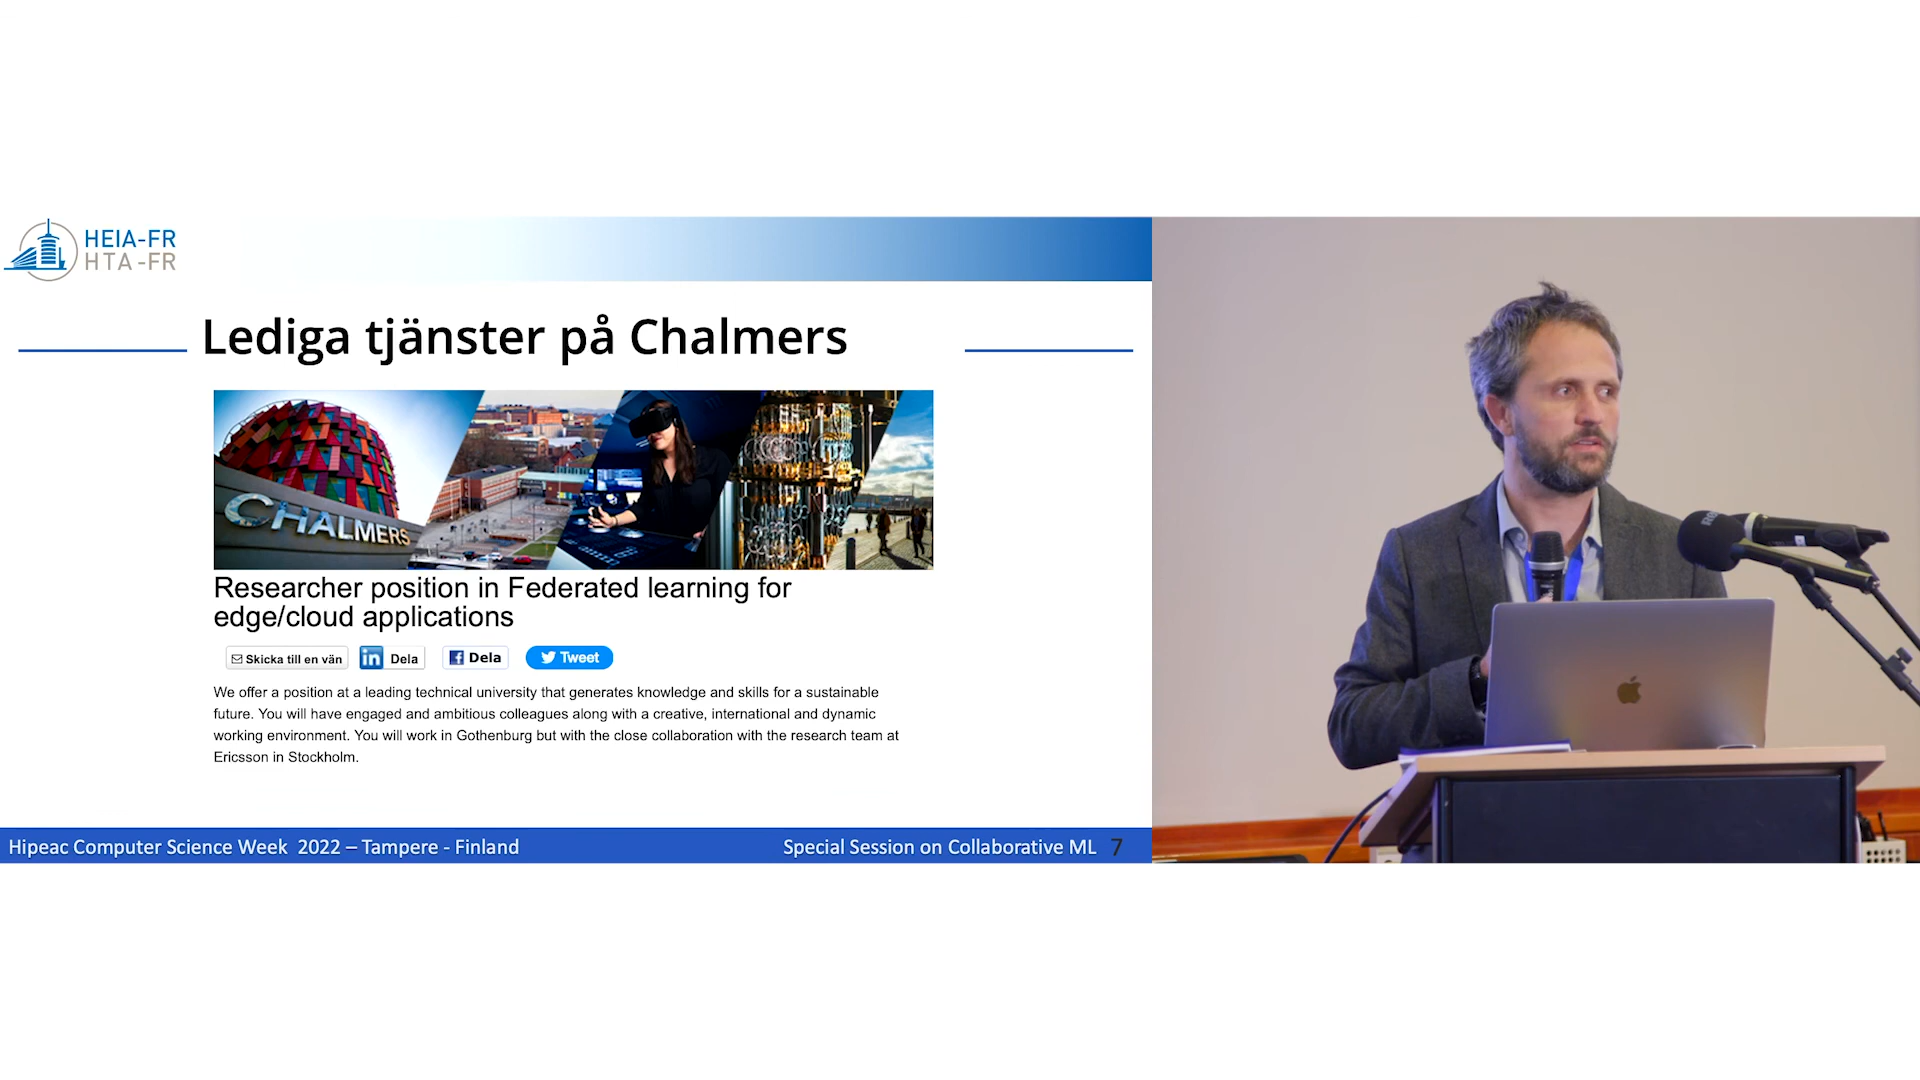 HEIA-FR
HTA-FR
Lediga tjänster på Chalmers
CHALMERS
Researcher position in Federated learning for
edge/cloud applications
Skicka till en vän
in Dela
f Dela
Tweet
We offer a position at a leading technical university that generates knowledge and skills for a sustainable
future. You will have engaged and ambitious colleagues along with a creative, international and dynamic
working environment. You will work in Gothenburg but with the close collaboration with the research team at
Ericsson in Stockholm.
Hipeac Computer Science Week 2022 – Tampere - Finland
Special Session on Collaborative ML 7